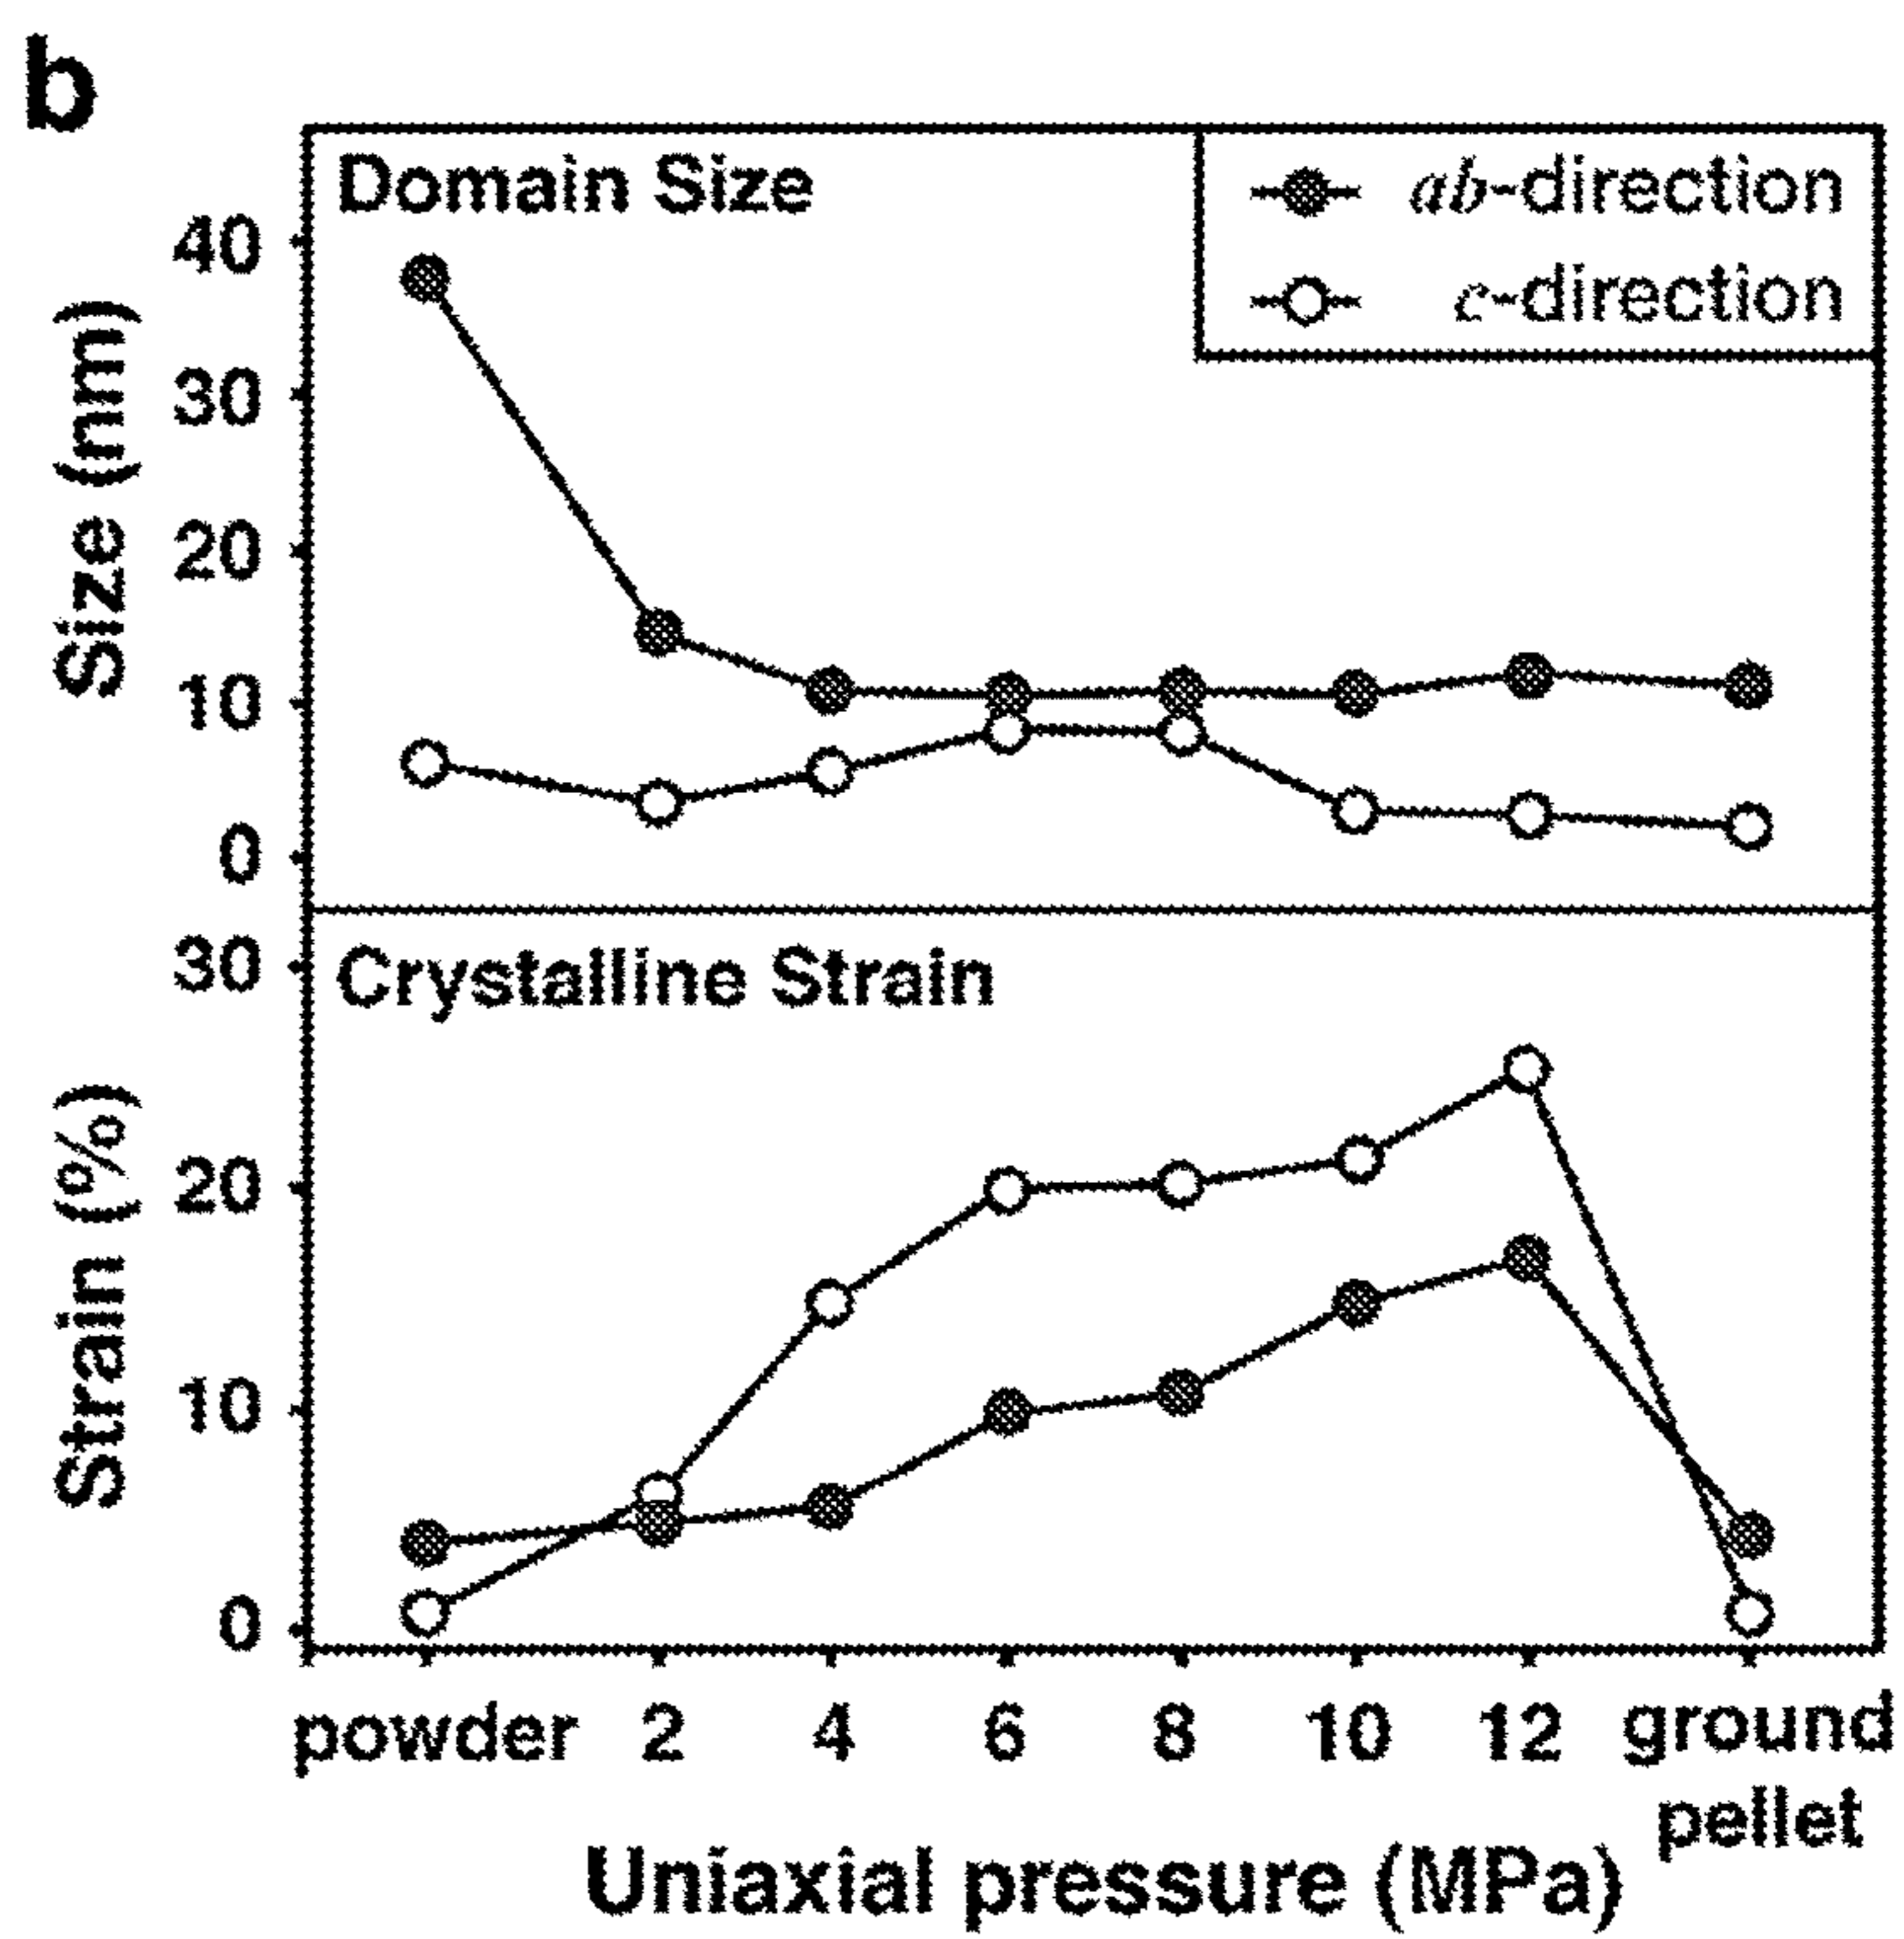 b
Domain Size
ab-direction
c-direction
Size (nm)
40
30
20
10
0
Crystalline Strain
Strain (%)
30
20
10
0
powder 2 4 6 8 10 12 ground
pellet
Uniaxial pressure (MPa)